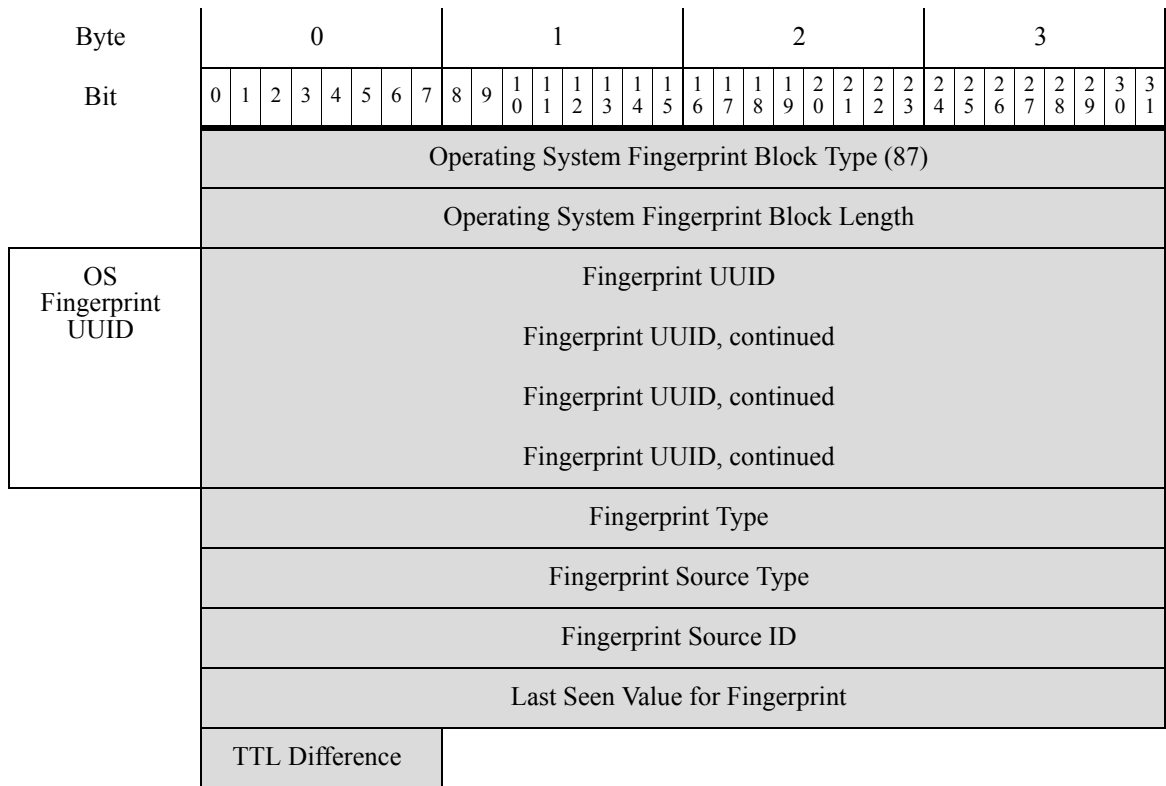 Byte 0 1 2 3
Bit 0 1 2 3 4 5 6 7 8 9 10 11 12 13 14 15 16 17 18 19 20 21 22 23 24 25 26 27 28 29 30 31
Operating System Fingerprint Block Type (87)
Operating System Fingerprint Block Length
OS
Fingerprint
UUID
Fingerprint UUID
Fingerprint UUID, continued
Fingerprint UUID, continued
Fingerprint UUID, continued
Fingerprint Type
Fingerprint Source Type
Fingerprint Source ID
Last Seen Value for Fingerprint
TTL Difference